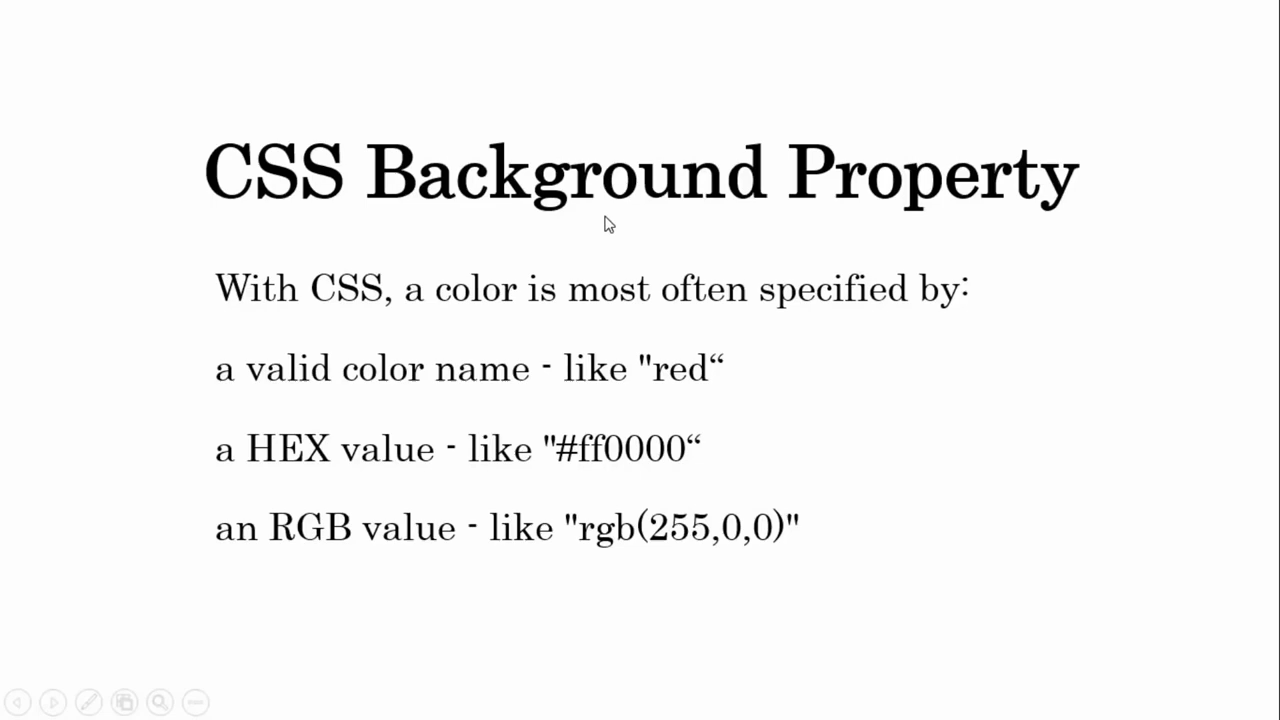 CSS Background Property
With CSS, a color is most often specified by:
a valid color name - like "red“
a HEX value - like "#ff0000“
an RGB value - like "rgb(255,0,0)"